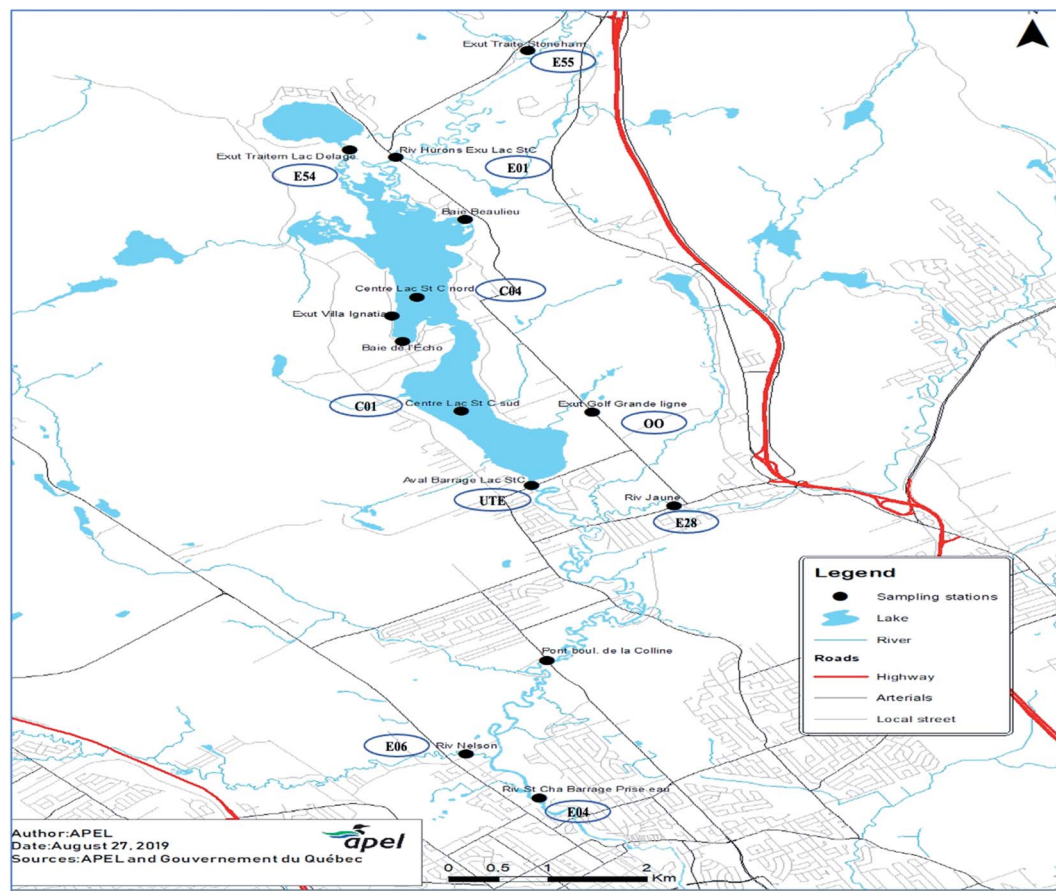 Exut Traite Stoneham
E55
Exut Traitem Lac Delage
Riv Hurons Exu Lac StC
E54
E01
Baie Beaulieu
Centre Lac St C nord
C04
Exut Villa Ignatia
Baie de l'Écho
C01
Centre Lac St C sud
Exut Golf Grande ligne
OO
Aval Barrage Lac StC
UTE
Riv Jaune
E28
Legend
Sampling stations
Lake
River
Roads
Highway
Arterials
Local street
Pont boul. de la Colline
E06
Riv Nelson
Riv St Cha Barrage Prise eau
E04
Author:APEL
Date:August 27, 2019
Sources:APEL and Gouvernement du Québec
apel
0 0.5 1 2
Km